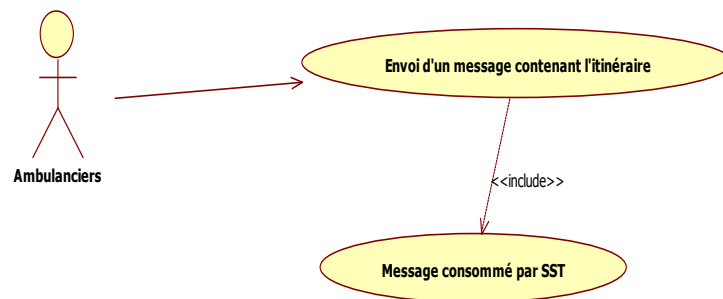 Envoi d'un message contenant l'itinéraire
Ambulanciers
<<include>>
Message consommé par SST